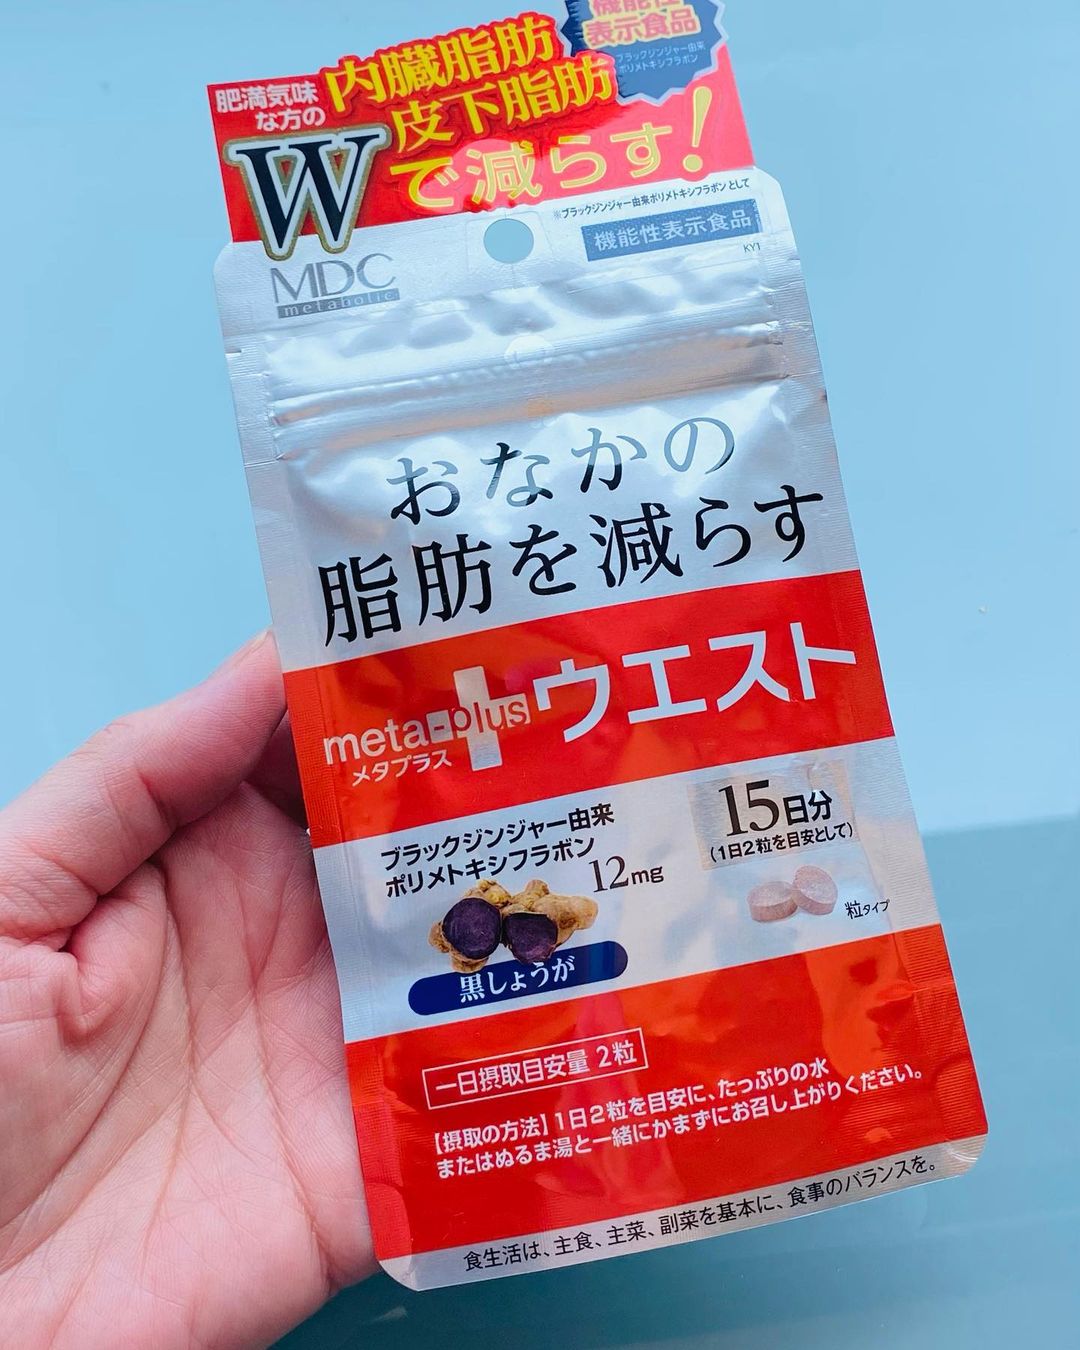 機能性
表示食品
ブラックジンジャー由来
ポリメトキシフラボン
肥満気味
な方の
内臓脂肪
皮下脂肪
Wで減らす!
※ブラックジンジャー由来ポリメトキシフラボンとして
機能性表示食品
KY1
MDC
metabolic
おなかの
脂肪を減らす
meta-plus
メタプラス
ウエスト
ブラックジンジャー由来
ポリメトキシフラボン 12mg
黒しょうが
15日分
(1日2粒を目安として)
粒タイプ
一日摂取目安量 2粒
【摂取の方法】1日2粒を目安に、たっぷりの水
またはぬるま湯と一緒にかまずにお召し上がりください。
食生活は、主食、主菜、副菜を基本に、食事のバランスを。